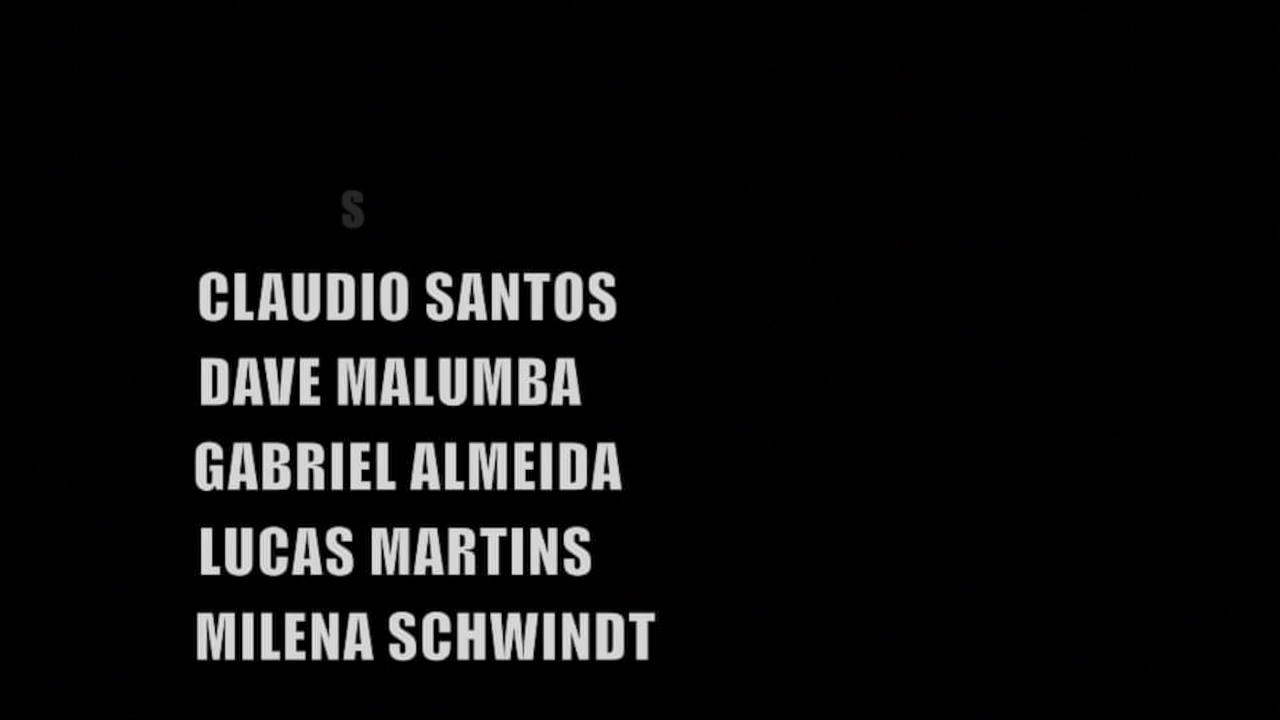 S
CLAUDIO SANTOS
DAVE MALUMBA
GABRIEL ALMEIDA
LUCAS MARTINS
MILENA SCHWINDT